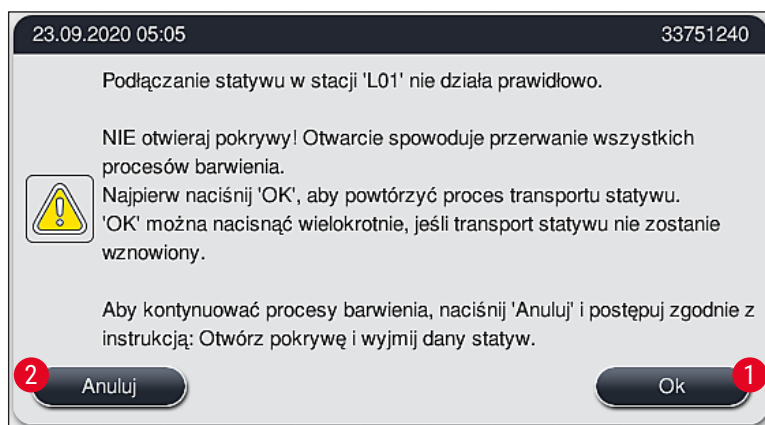 23.09.2020 05:05 33751240
Podłączanie statywu w stacji 'L01' nie działa prawidłowo.
NIE otwieraj pokrywy! Otwarcie spowoduje przerwanie wszystkich
procesów barwienia.
Najpierw naciśnij 'OK', aby powtórzyć proces transportu statywu.
'OK' można nacisnąć wielokrotnie, jeśli transport statywu nie zostanie
wznowiony.
Aby kontynuować procesy barwienia, naciśnij 'Anuluj' i postępuj zgodnie z
instrukcją: Otwórz pokrywę i wyjmij dany statyw.
2 Anuluj Ok 1